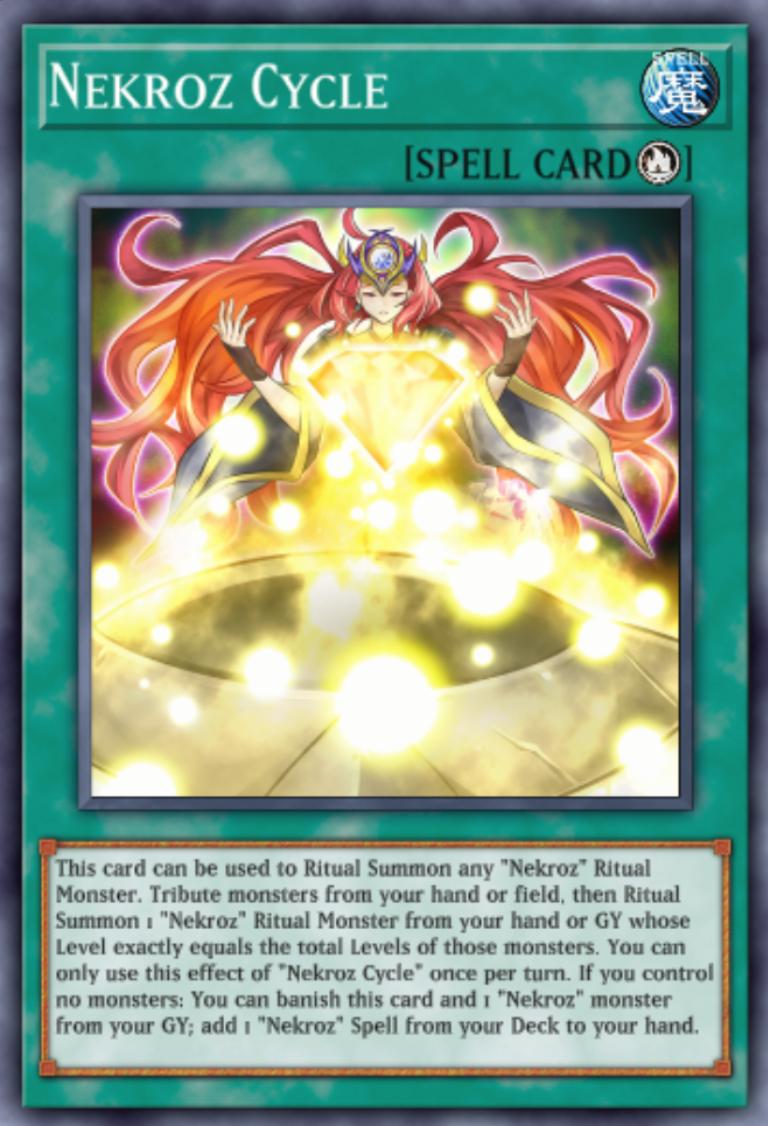 Nekroz Cycle
SPELL
魔
[SPELL CARD]
This card can be used to Ritual Summon any "Nekroz" Ritual
Monster. Tribute monsters from your hand or field, then Ritual
Summon 1 "Nekroz" Ritual Monster from your hand or GY whose
Level exactly equals the total Levels of those monsters. You can
only use this effect of "Nekroz Cycle" once per turn. If you control
no monsters: You can banish this card and 1 "Nekroz" monster
from your GY; add 1 "Nekroz" Spell from your Deck to your hand.